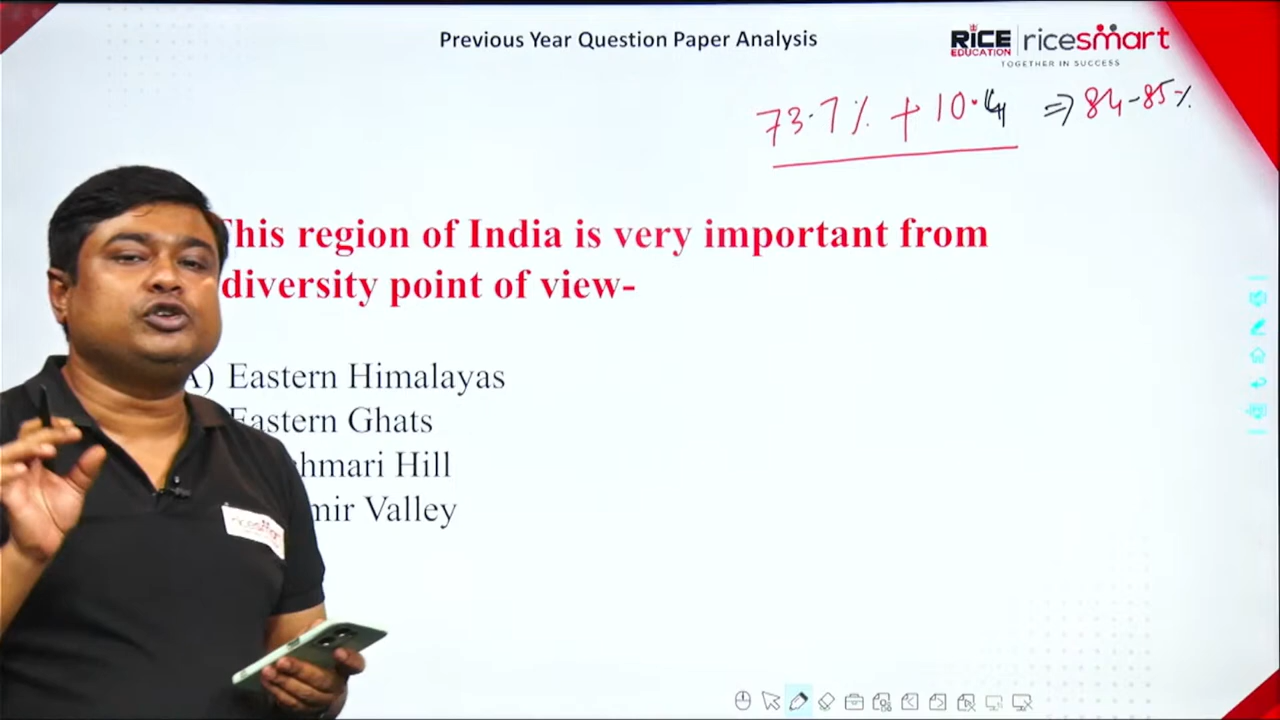 Previous Year Question Paper Analysis
RICE EDUCATION ricesmart
TOGETHER IN SUCCESS
73.7% + 10.4 ⇒ 84-85%
This region of India is very important from
diversity point of view-
A) Eastern Himalayas
Eastern Ghats
hmari Hill
mir Valley
ricesmart